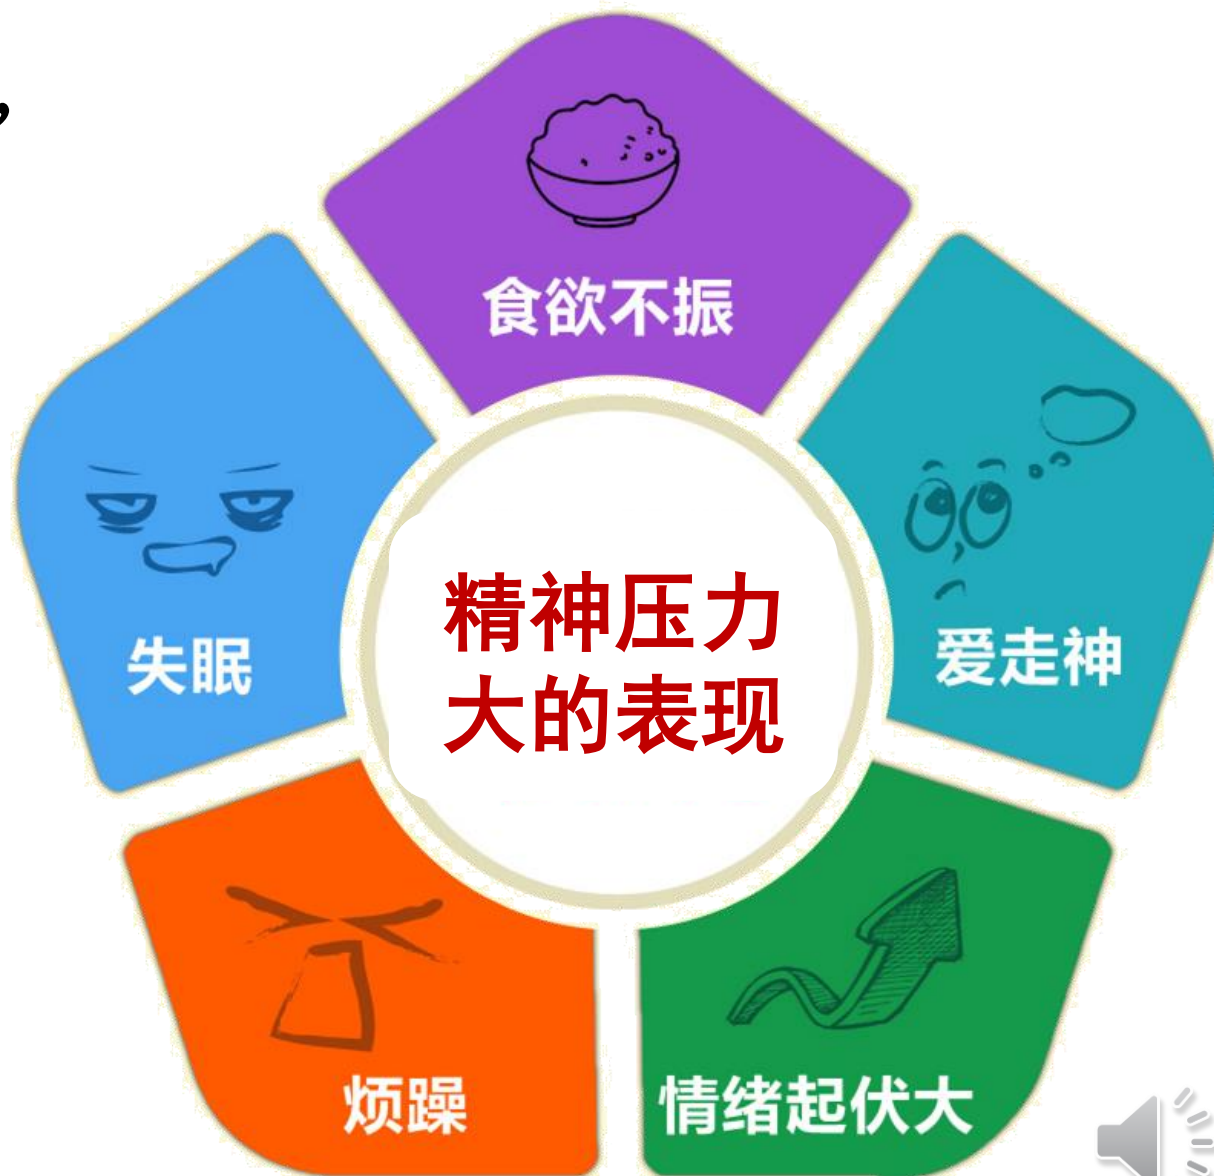 ，
食欲不振
失眠
爱走神
精神压力
大的表现
烦躁
情绪起伏大